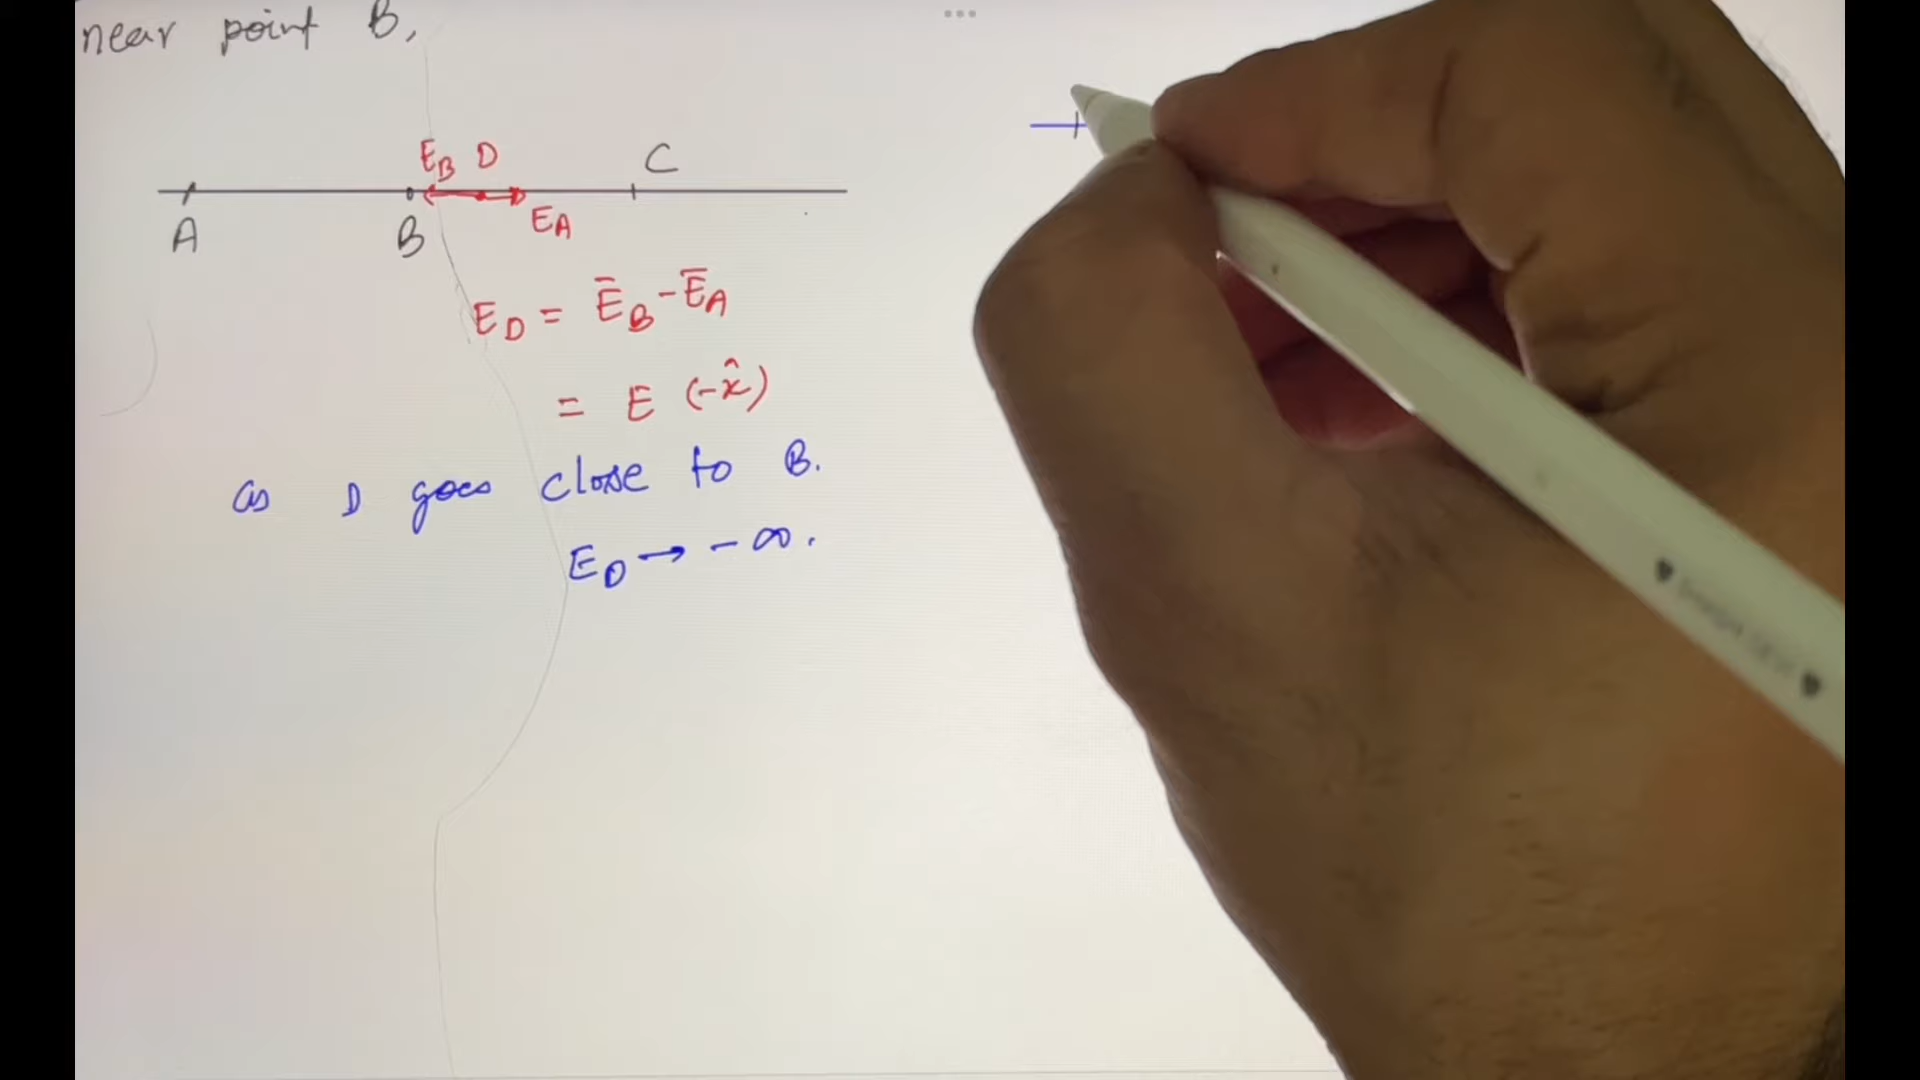 near point B,
E_B D C
A B E_A
E_D = Ē_B - Ē_A
= E (-x̂)
as D goes close to B.
E_D → -∞.